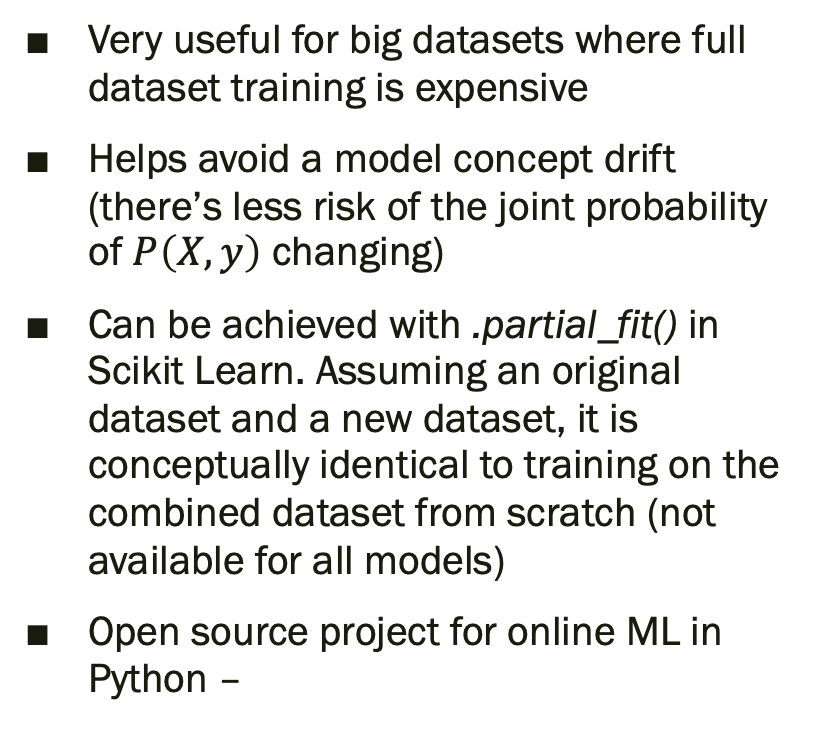 ▪ Very useful for big datasets where full
dataset training is expensive
▪ Helps avoid a model concept drift
(there’s less risk of the joint probability
of P(X, y) changing)
▪ Can be achieved with .partial_fit() in
Scikit Learn. Assuming an original
dataset and a new dataset, it is
conceptually identical to training on the
combined dataset from scratch (not
available for all models)
▪ Open source project for online ML in
Python –